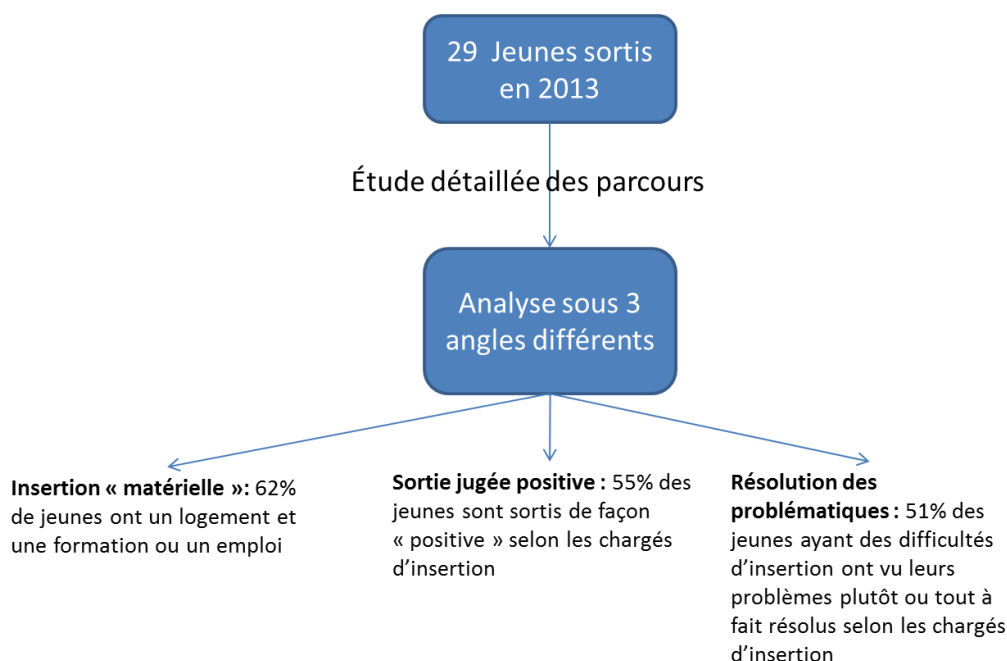 29 Jeunes sortis
en 2013
Étude détaillée des parcours
Analyse sous 3
angles différents
Insertion « matérielle »: 62%
de jeunes ont un logement et
une formation ou un emploi
Sortie jugée positive : 55% des
jeunes sont sortis de façon
« positive » selon les chargés
d'insertion
Résolution des
problématiques : 51% des
jeunes ayant des difficultés
d'insertion ont vu leurs
problèmes plutôt ou tout à
fait résolus selon les chargés
d'insertion